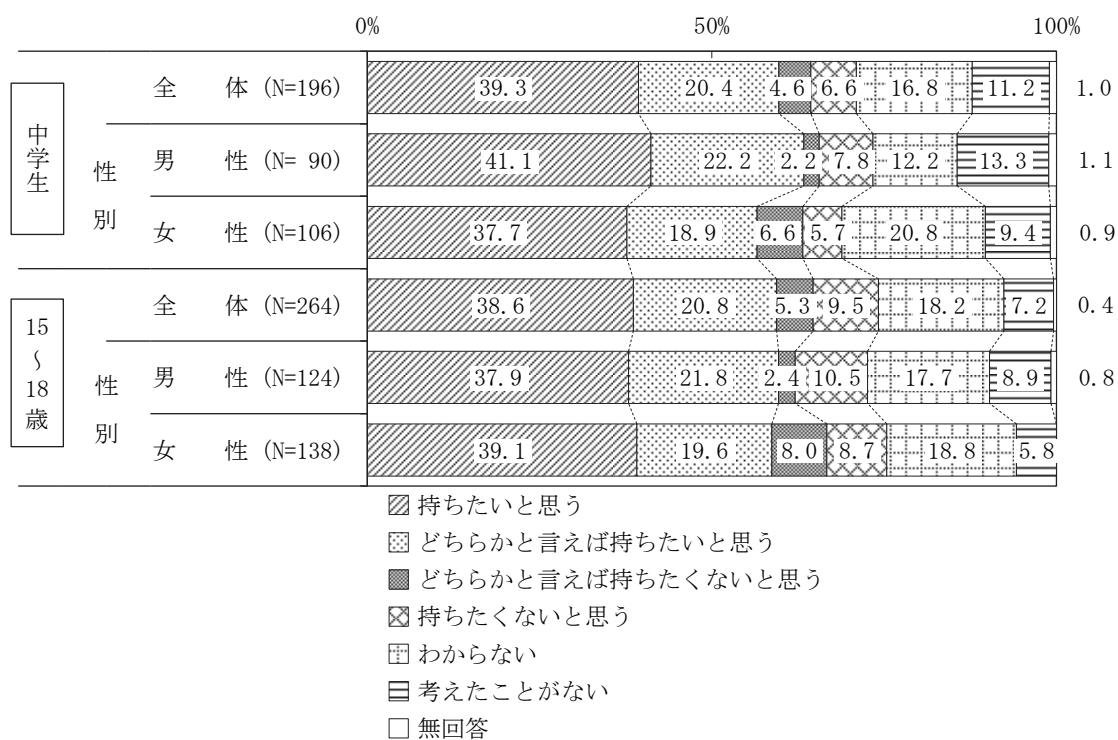 0% 50% 100%
中学生
全体 (N=196) 39.3 20.4 4.6 6.6 16.8 11.2 1.0
性別
男性 (N= 90) 41.1 22.2 2.2 7.8 12.2 13.3 1.1
女性 (N=106) 37.7 18.9 6.6 5.7 20.8 9.4 0.9
15～18歳
全体 (N=264) 38.6 20.8 5.3 9.5 18.2 7.2 0.4
性別
男性 (N=124) 37.9 21.8 2.4 10.5 17.7 8.9 0.8
女性 (N=138) 39.1 19.6 8.0 8.7 18.8 5.8
持ちたいと思う
どちらかと言えば持ちたいと思う
どちらかと言えば持ちたくないと思う
持ちたくないと思う
わからない
考えたことがない
無回答